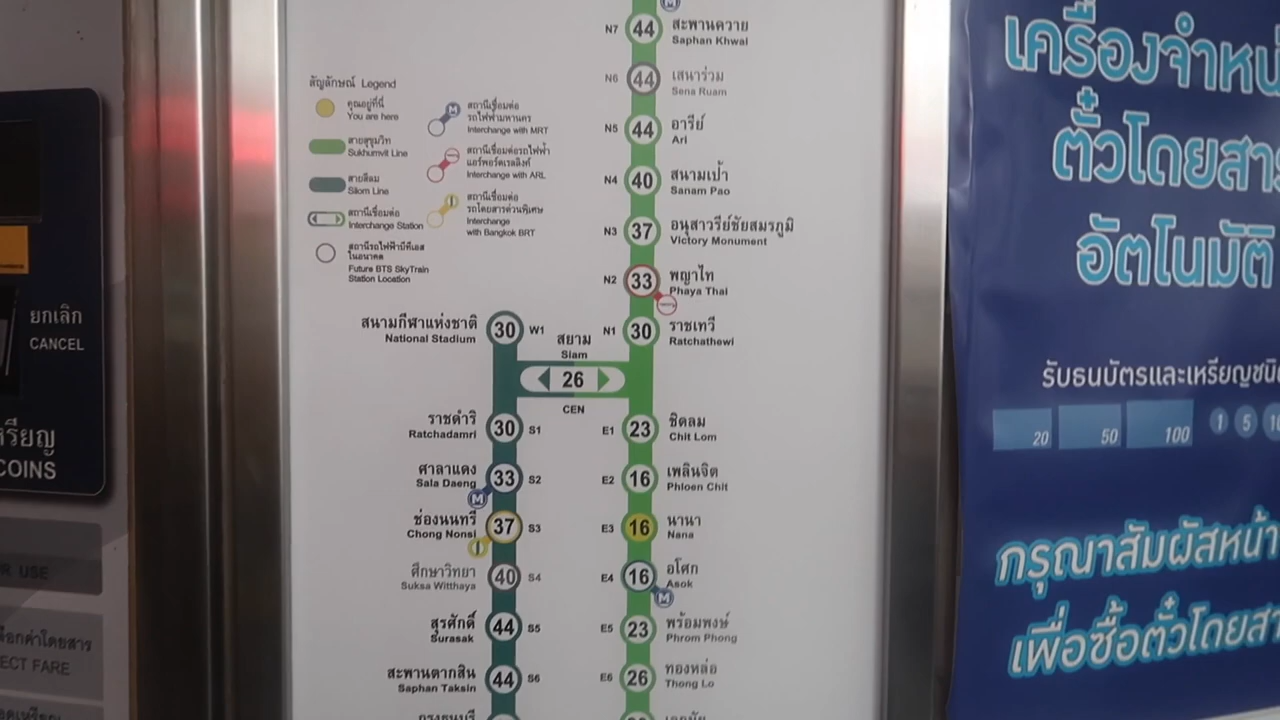 ยกเลิก
CANCEL
COINS
สัญลักษณ์ Legend
คุณอยู่ที่นี่
You are here
สายสุขุมวิท
Sukhumvit Line
สายสีลม
Silom Line
สถานีเชื่อมต่อ
Interchange Station
สถานีรถไฟฟ้าบีทีเอส
ในอนาคต
Future BTS SkyTrain
Station Location
สถานีเชื่อมต่อ
รถไฟฟ้ามหานคร
Interchange with MRT
สถานีเชื่อมต่อรถไฟฟ้า
แอร์พอร์ตเรลลิงก์
Interchange with ARL
สถานีเชื่อมต่อ
รถโดยสารด่วนพิเศษ
Interchange
with Bangkok BRT
N7 44 สะพานควาย
Saphan Khwai
N6 44 เสนาร่วม
Sena Ruam
N5 44 อารีย์
Ari
N4 40 สนามเป้า
Sanam Pao
N3 37 อนุสาวรีย์ชัยสมรภูมิ
Victory Monument
N2 33 พญาไท
Phaya Thai
N1 30 ราชเทวี
Ratchathewi
สนามกีฬาแห่งชาติ 30 W1
National Stadium
สยาม
Siam
26
CEN
ราชดำริ 30 S1
Ratchadamri
ศาลาแดง 33 S2
Sala Daeng
M
ช่องนนทรี 37 S3
Chong Nonsi
ศึกษาวิทยา 40 S4
Suksa Witthaya
สุรศักดิ์ 44 S5
Surasak
สะพานตากสิน 44 S6
Saphan Taksin
E1 23 ชิดลม
Chit Lom
E2 16 เพลินจิต
Phloen Chit
E3 16 นานา
Nana
E4 16 อโศก
Asok
M
E5 23 พร้อมพงษ์
Phrom Phong
E6 26 ทองหล่อ
Thong Lo
เครื่องจำหน่
ตั๋วโดยสาร
อัตโนมัติ
รับธนบัตรและเหรียญชนิด
20 50 100 1 5 10
กรุณาสัมผัสหน้า
เพื่อซื้อตั๋วโดยสาร